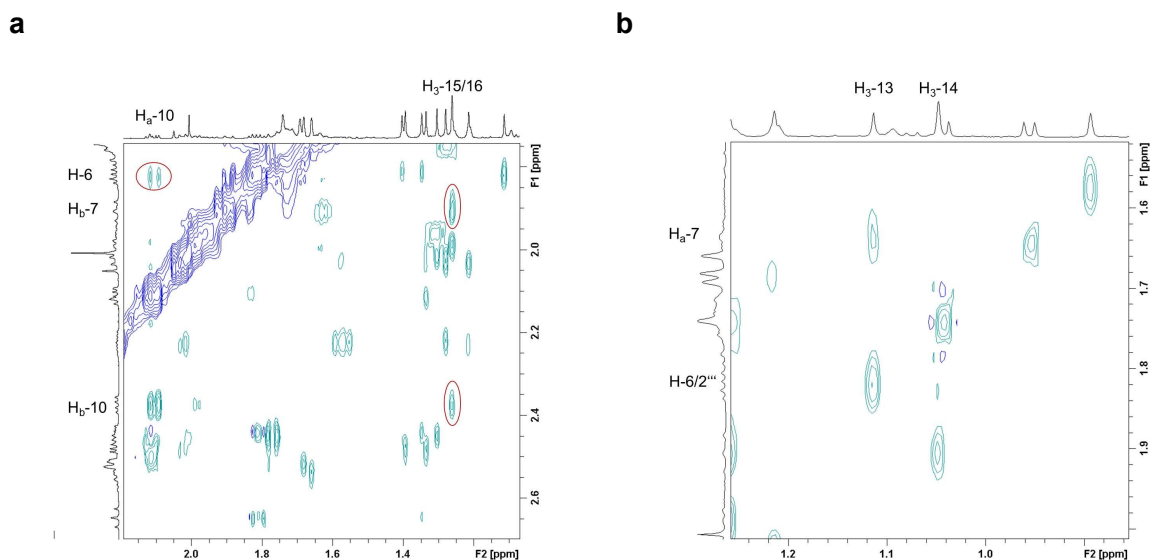 a
b
H3-15/16
Ha-10
H3-13
H3-14
H-6
Hb-7
Hb-10
F1 [ppm]
2.0
2.2
2.4
2.6
2.0
1.8
1.6
1.4
F2 [ppm]
Ha-7
H-6/2‘‘‘
F1 [ppm]
1.6
1.7
1.8
1.9
1.2
1.1
1.0
F2 [ppm]